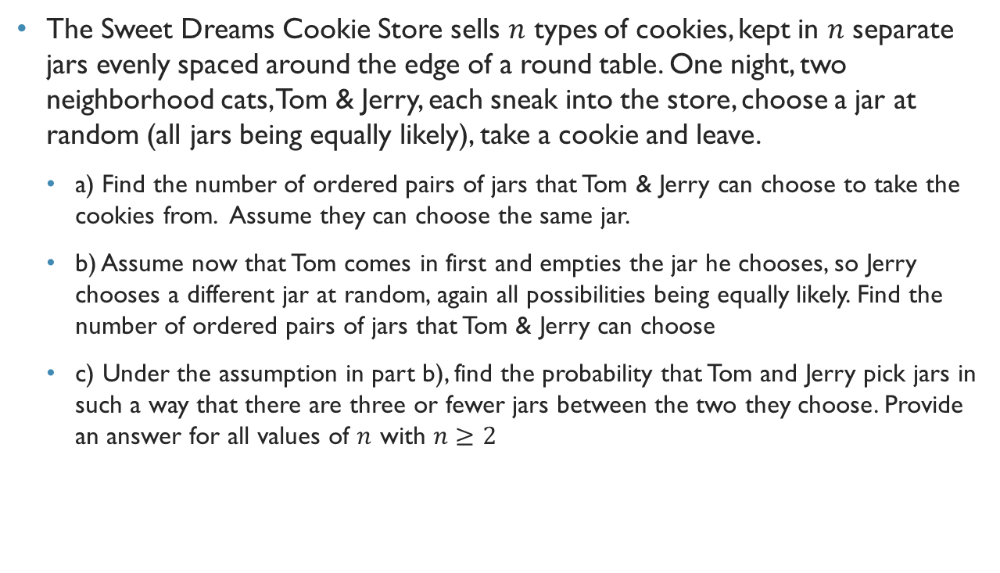 • The Sweet Dreams Cookie Store sells n types of cookies, kept in n separate
jars evenly spaced around the edge of a round table. One night, two
neighborhood cats, Tom & Jerry, each sneak into the store, choose a jar at
random (all jars being equally likely), take a cookie and leave.
• a) Find the number of ordered pairs of jars that Tom & Jerry can choose to take the
cookies from. Assume they can choose the same jar.
• b) Assume now that Tom comes in first and empties the jar he chooses, so Jerry
chooses a different jar at random, again all possibilities being equally likely. Find the
number of ordered pairs of jars that Tom & Jerry can choose
• c) Under the assumption in part b), find the probability that Tom and Jerry pick jars in
such a way that there are three or fewer jars between the two they choose. Provide
an answer for all values of n with n ≥ 2